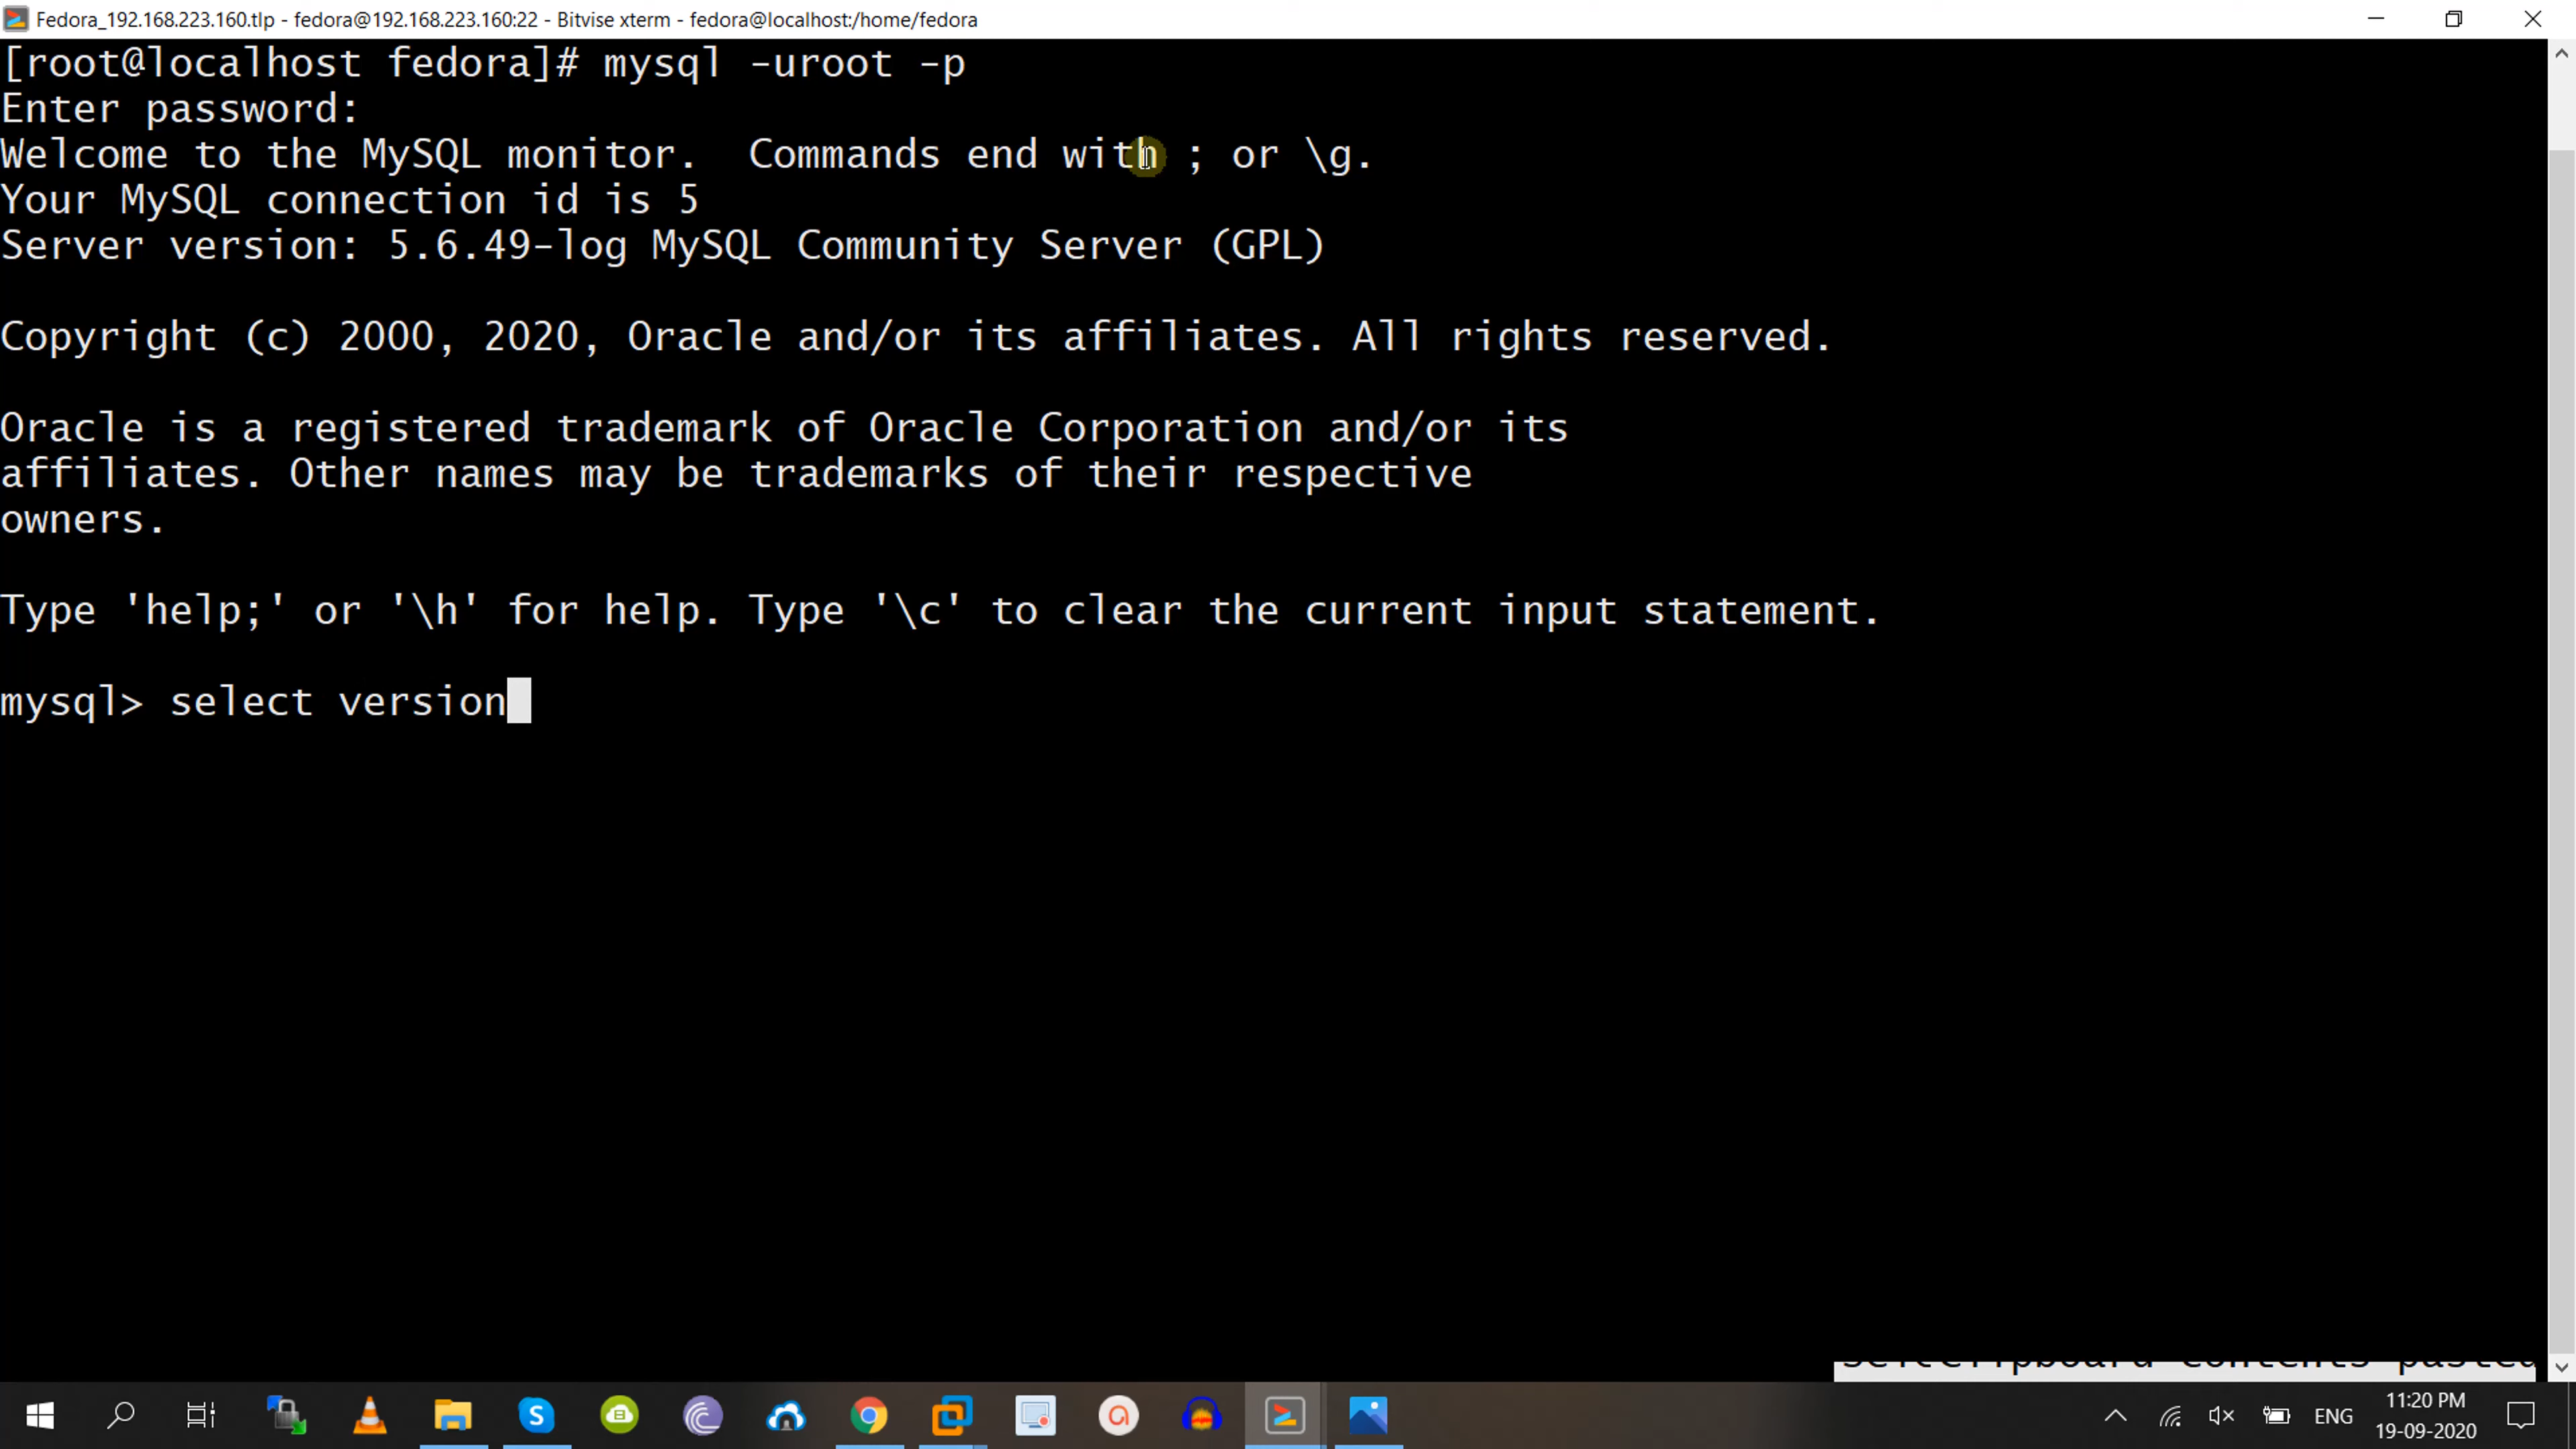 Fedora_192.168.223.160.tlp - fedora@192.168.223.160:22 - Bitvise xterm - fedora@localhost:/home/fedora
[root@localhost fedora]# mysql -uroot -p
Enter password:
Welcome to the MySQL monitor.  Commands end with ; or \g.
Your MySQL connection id is 5
Server version: 5.6.49-log MySQL Community Server (GPL)
Copyright (c) 2000, 2020, Oracle and/or its affiliates. All rights reserved.
Oracle is a registered trademark of Oracle Corporation and/or its
affiliates. Other names may be trademarks of their respective
owners.
Type 'help;' or '\h' for help. Type '\c' to clear the current input statement.
mysql> select version
contents
ENG
11:20 PM
19-09-2020